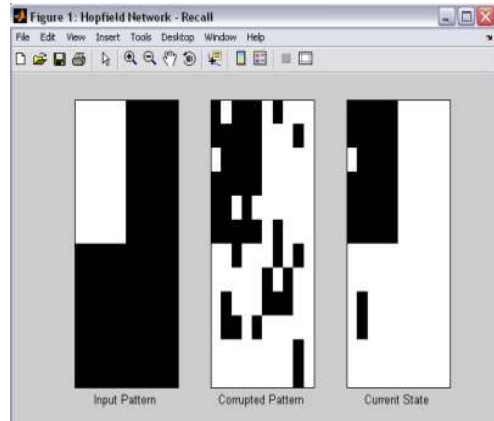 Figure 1: Hopfield Network - Recall
File Edit View Insert Tools Desktop Window Help
Input Pattern Corrupted Pattern Current State